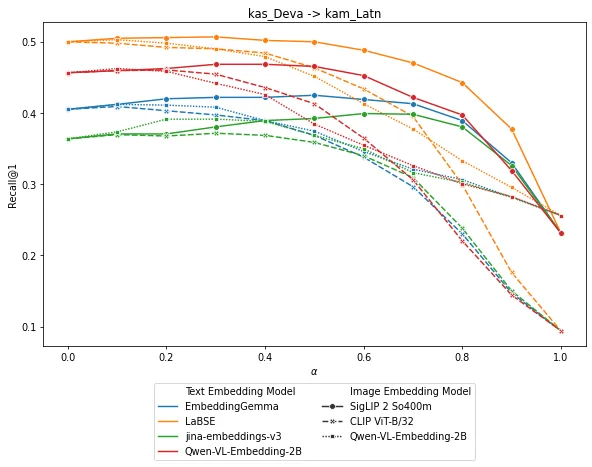 kas_Deva -> kam_Latn
Recall@1
0.5
0.4
0.3
0.2
0.1
0.0 0.2 0.4 0.6 0.8 1.0
α
Text Embedding Model
EmbeddingGemma
LaBSE
jina-embeddings-v3
Qwen-VL-Embedding-2B
Image Embedding Model
SigLIP 2 So400m
CLIP ViT-B/32
Qwen-VL-Embedding-2B